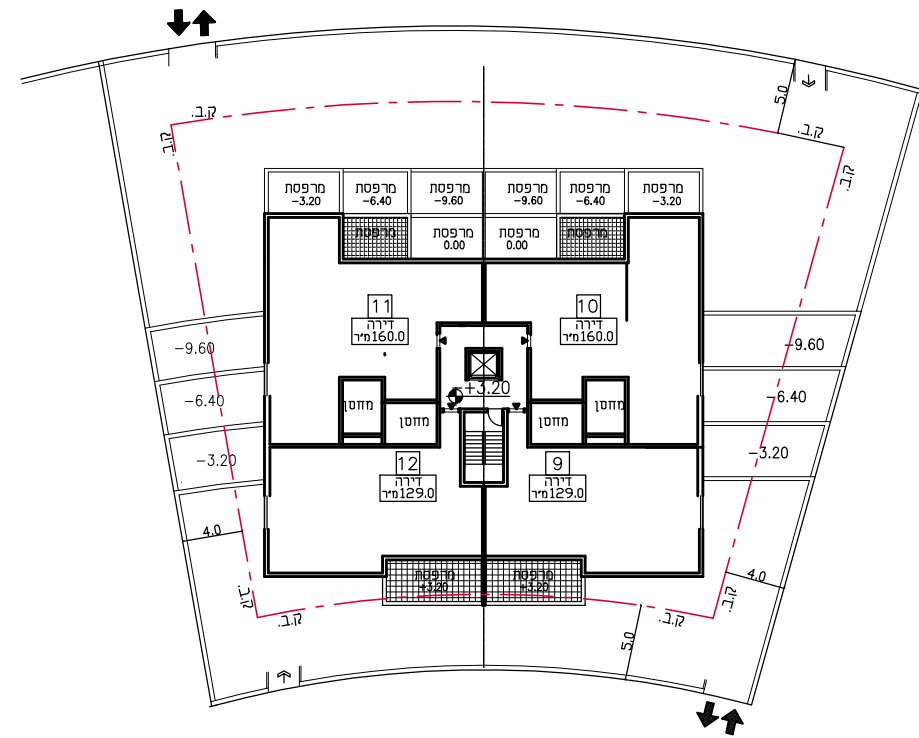 ק.ב.
5.0
ק.ב.
ק.ב.
ק.ב.
מרפסת
-3.20
מרפסת
-6.40
מרפסת
-9.60
מרפסת
-9.60
מרפסת
-6.40
מרפסת
-3.20
מרפסת
מרפסת
0.00
מרפסת
0.00
מרפסת
11
דירה
160.0מ"ר
10
דירה
160.0מ"ר
-9.60
-9.60
+3.20
-6.40
-6.40
מחסן
מחסן
מחסן
מחסן
-3.20
-3.20
12
דירה
129.0מ"ר
9
דירה
129.0מ"ר
4.0
4.0
מרפסת
+3.20
מרפסת
+3.20
ק.ב.
ק.ב.
ק.ב.
ק.ב.
5.0